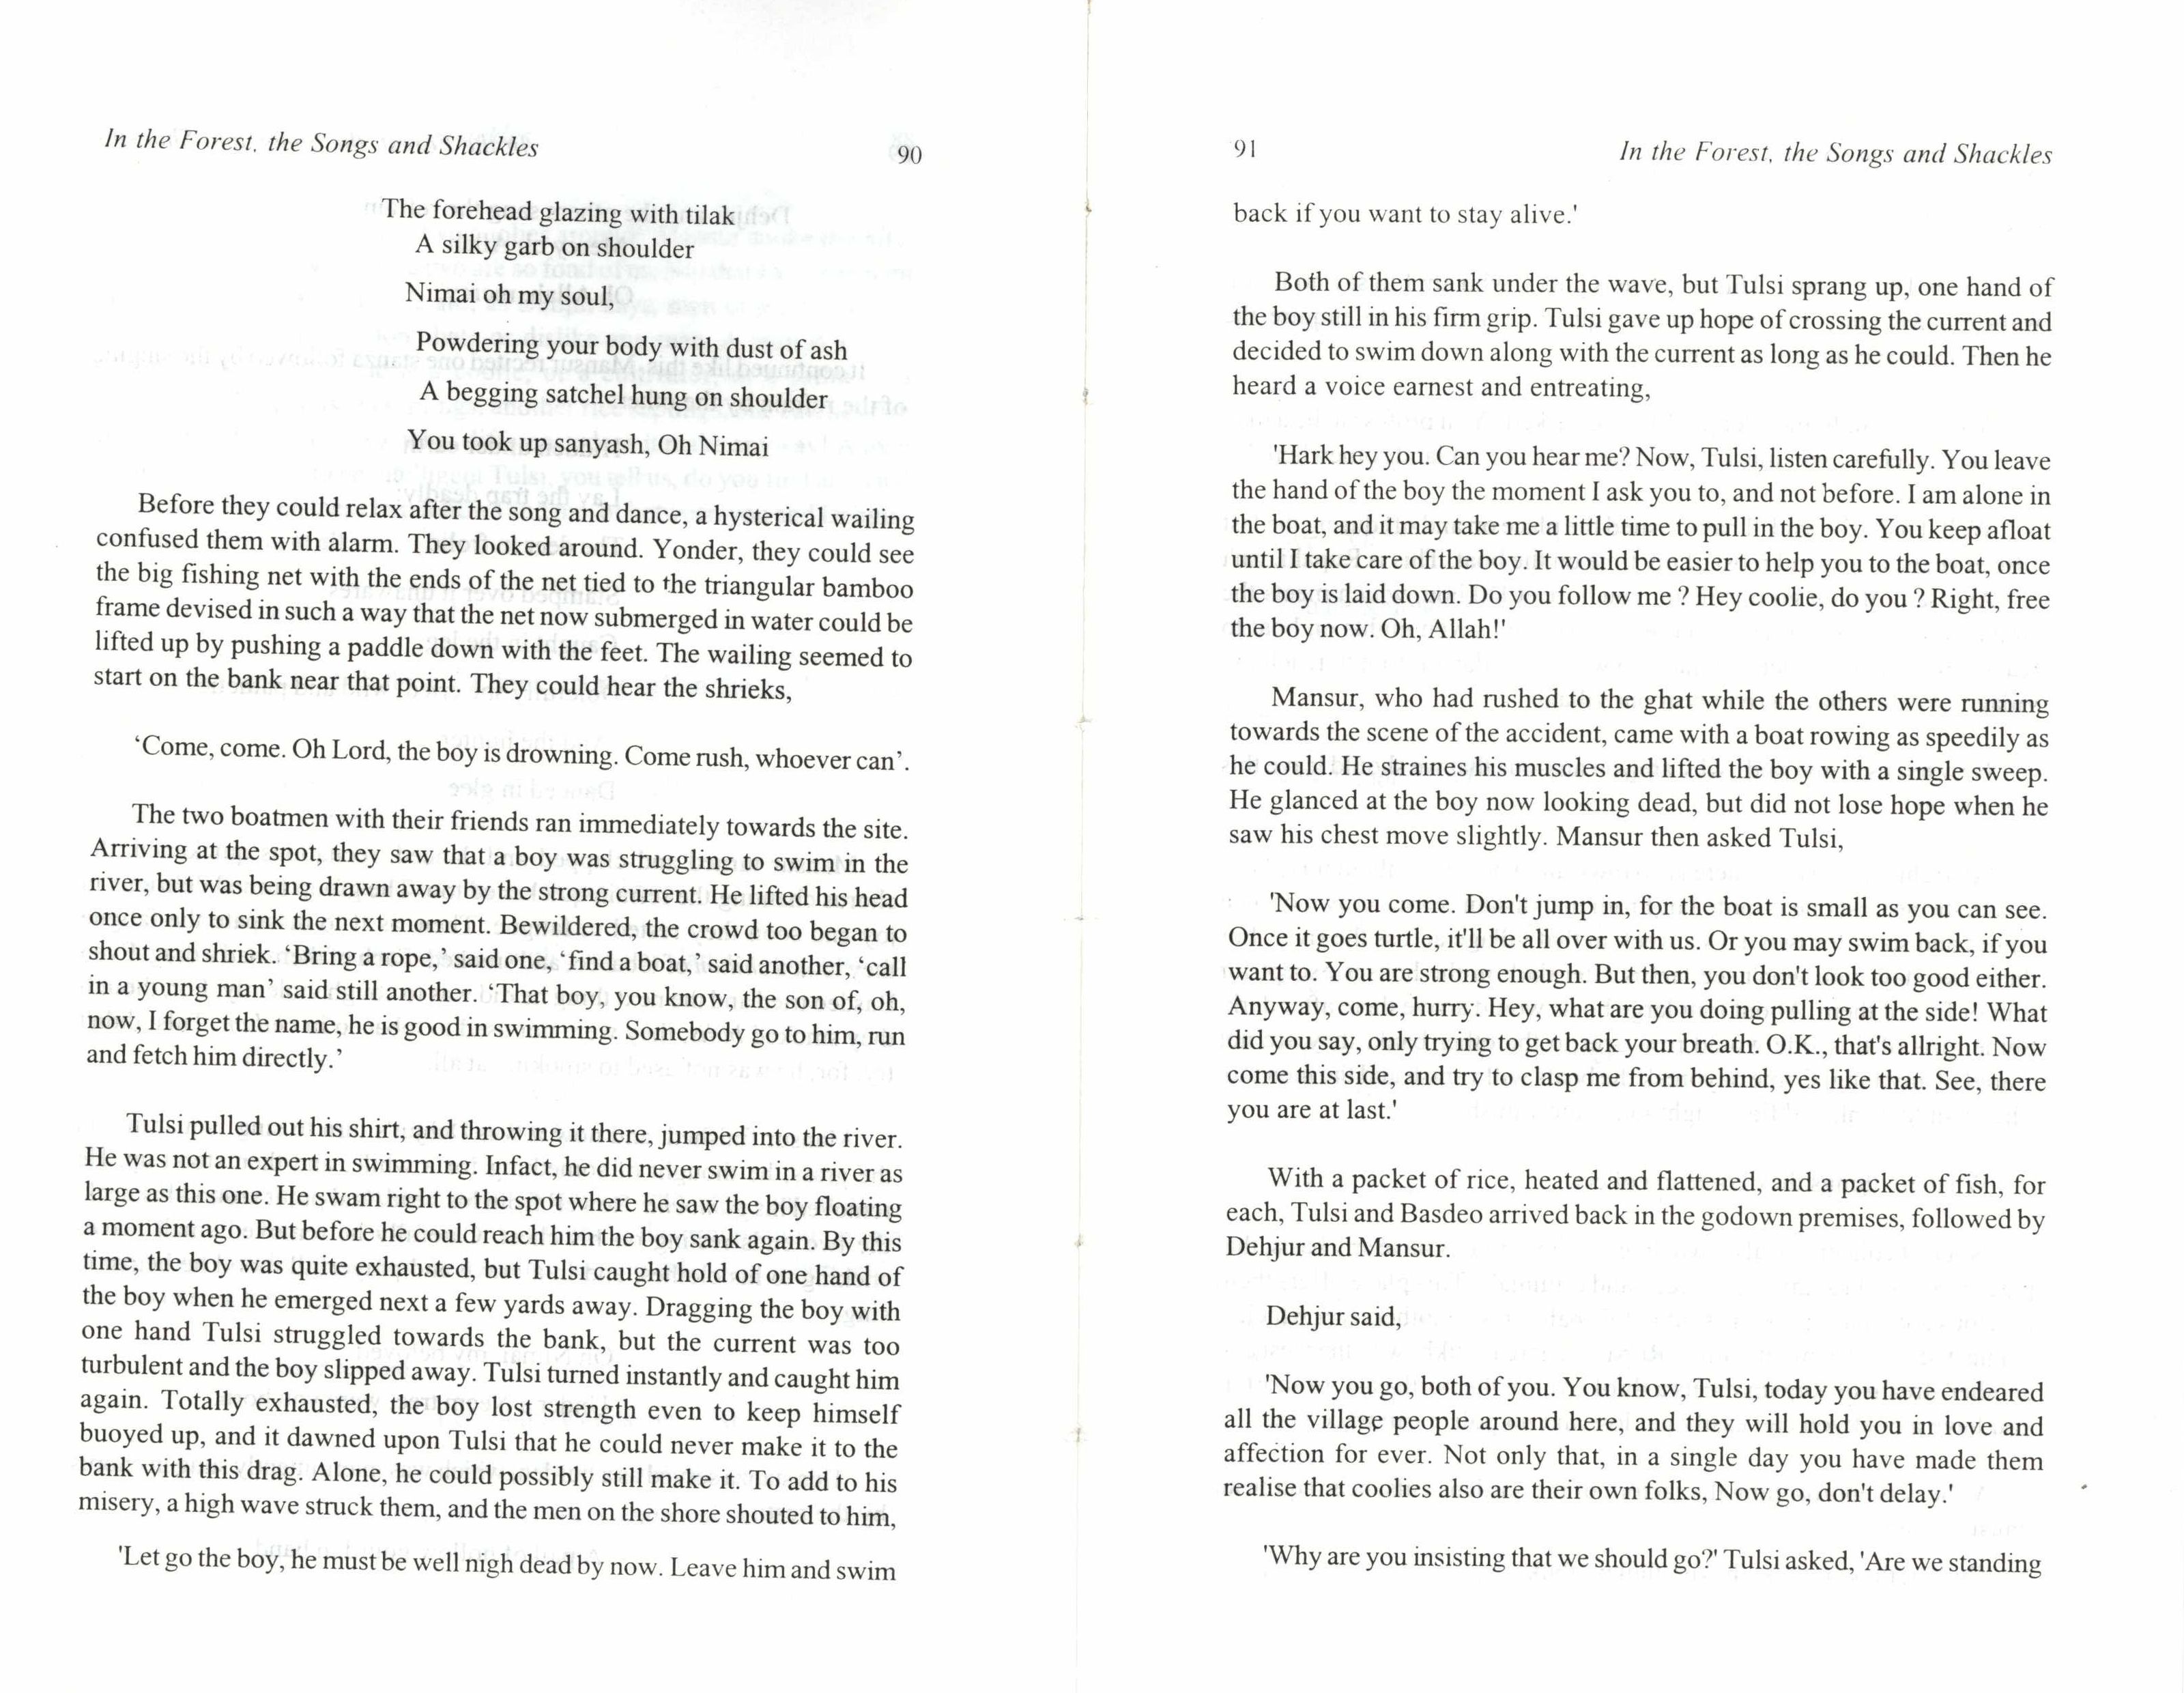 In the Forest, the Songs and Shackles
90
The forehead glazing with tilak
A silky garb on shoulder
Nimai oh my soul,
Powdering your body with dust of ash
A begging satchel hung on shoulder
You took up sanyash, Oh Nimai
Before they could relax after the song and dance, a hysterical wailing
confused them with alarm. They looked around. Yonder, they could see
the big fishing net with the ends of the net tied to the triangular bamboo
frame devised in such a way that the net now submerged in water could be
lifted up by pushing a paddle down with the feet. The wailing seemed to
start on the bank near that point. They could hear the shrieks,
‘Come, come. Oh Lord, the boy is drowning. Come rush, whoever can’.
The two boatmen with their friends ran immediately towards the site.
Arriving at the spot, they saw that a boy was struggling to swim in the
river, but was being drawn away by the strong current. He lifted his head
once only to sink the next moment. Bewildered, the crowd too began to
shout and shriek. ‘Bring a rope,’ said one, ‘find a boat,’ said another, ‘call
in a young man’ said still another. ‘That boy, you know, the son of, oh,
now, I forget the name, he is good in swimming. Somebody go to him, run
and fetch him directly.’
Tulsi pulled out his shirt, and throwing it there, jumped into the river.
He was not an expert in swimming. Infact, he did never swim in a river as
large as this one. He swam right to the spot where he saw the boy floating
a moment ago. But before he could reach him the boy sank again. By this
time, the boy was quite exhausted, but Tulsi caught hold of one hand of
the boy when he emerged next a few yards away. Dragging the boy with
one hand Tulsi struggled towards the bank, but the current was too
turbulent and the boy slipped away. Tulsi turned instantly and caught him
again. Totally exhausted, the boy lost strength even to keep himself
buoyed up, and it dawned upon Tulsi that he could never make it to the
bank with this drag. Alone, he could possibly still make it. To add to his
misery, a high wave struck them, and the men on the shore shouted to him,
'Let go the boy, he must be well nigh dead by now. Leave him and swim
91
In the Forest, the Songs and Shackles
back if you want to stay alive.'
Both of them sank under the wave, but Tulsi sprang up, one hand of
the boy still in his firm grip. Tulsi gave up hope of crossing the current and
decided to swim down along with the current as long as he could. Then he
heard a voice earnest and entreating,
'Hark hey you. Can you hear me? Now, Tulsi, listen carefully. You leave
the hand of the boy the moment I ask you to, and not before. I am alone in
the boat, and it may take me a little time to pull in the boy. You keep afloat
until I take care of the boy. It would be easier to help you to the boat, once
the boy is laid down. Do you follow me ? Hey coolie, do you ? Right, free
the boy now. Oh, Allah!'
Mansur, who had rushed to the ghat while the others were running
towards the scene of the accident, came with a boat rowing as speedily as
he could. He straines his muscles and lifted the boy with a single sweep.
He glanced at the boy now looking dead, but did not lose hope when he
saw his chest move slightly. Mansur then asked Tulsi,
'Now you come. Don't jump in, for the boat is small as you can see.
Once it goes turtle, it'll be all over with us. Or you may swim back, if you
want to. You are strong enough. But then, you don't look too good either.
Anyway, come, hurry. Hey, what are you doing pulling at the side! What
did you say, only trying to get back your breath. O.K., that's allright. Now
come this side, and try to clasp me from behind, yes like that. See, there
you are at last.'
With a packet of rice, heated and flattened, and a packet of fish, for
each, Tulsi and Basdeo arrived back in the godown premises, followed by
Dehjur and Mansur.
Dehjur said,
'Now you go, both of you. You know, Tulsi, today you have endeared
all the village people around here, and they will hold you in love and
affection for ever. Not only that, in a single day you have made them
realise that coolies also are their own folks, Now go, don't delay.'
'Why are you insisting that we should go?' Tulsi asked, 'Are we standing